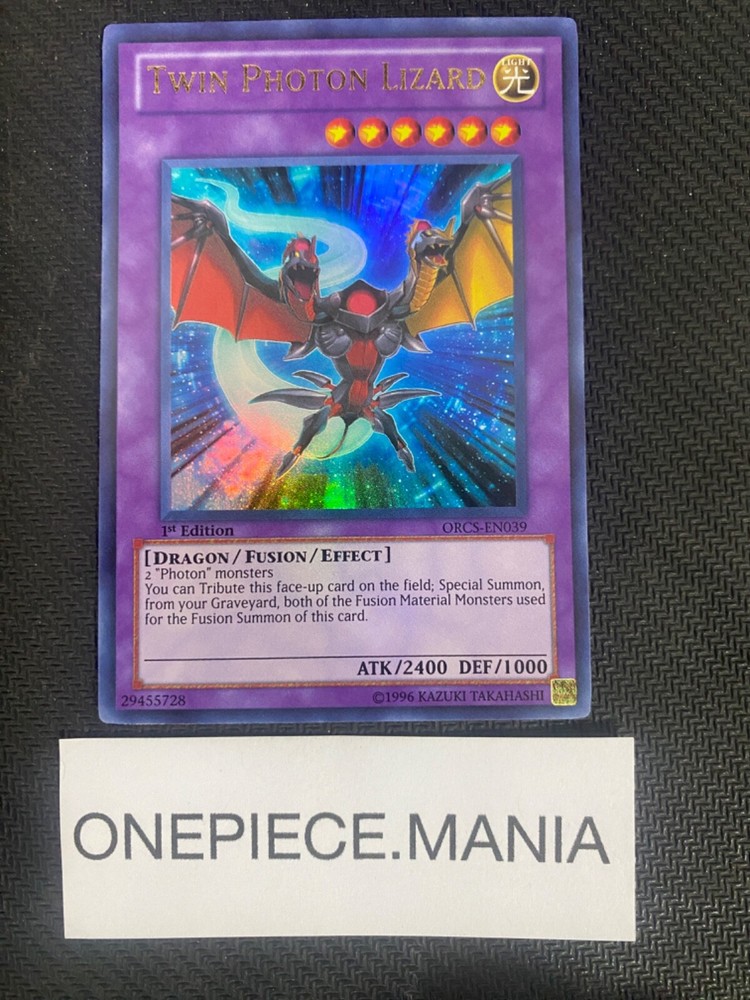 TWIN PHOTON LIZARD
LIGHT
光
1st Edition
ORCS-EN039
[DRAGON/FUSION/EFFECT]
2 "Photon" monsters
You can Tribute this face-up card on the field; Special Summon,
from your Graveyard, both of the Fusion Material Monsters used
for the Fusion Summon of this card.
ATK/2400 DEF/1000
29455728
©1996 KAZUKI TAKAHASHI
ONEPIECE.MANIA